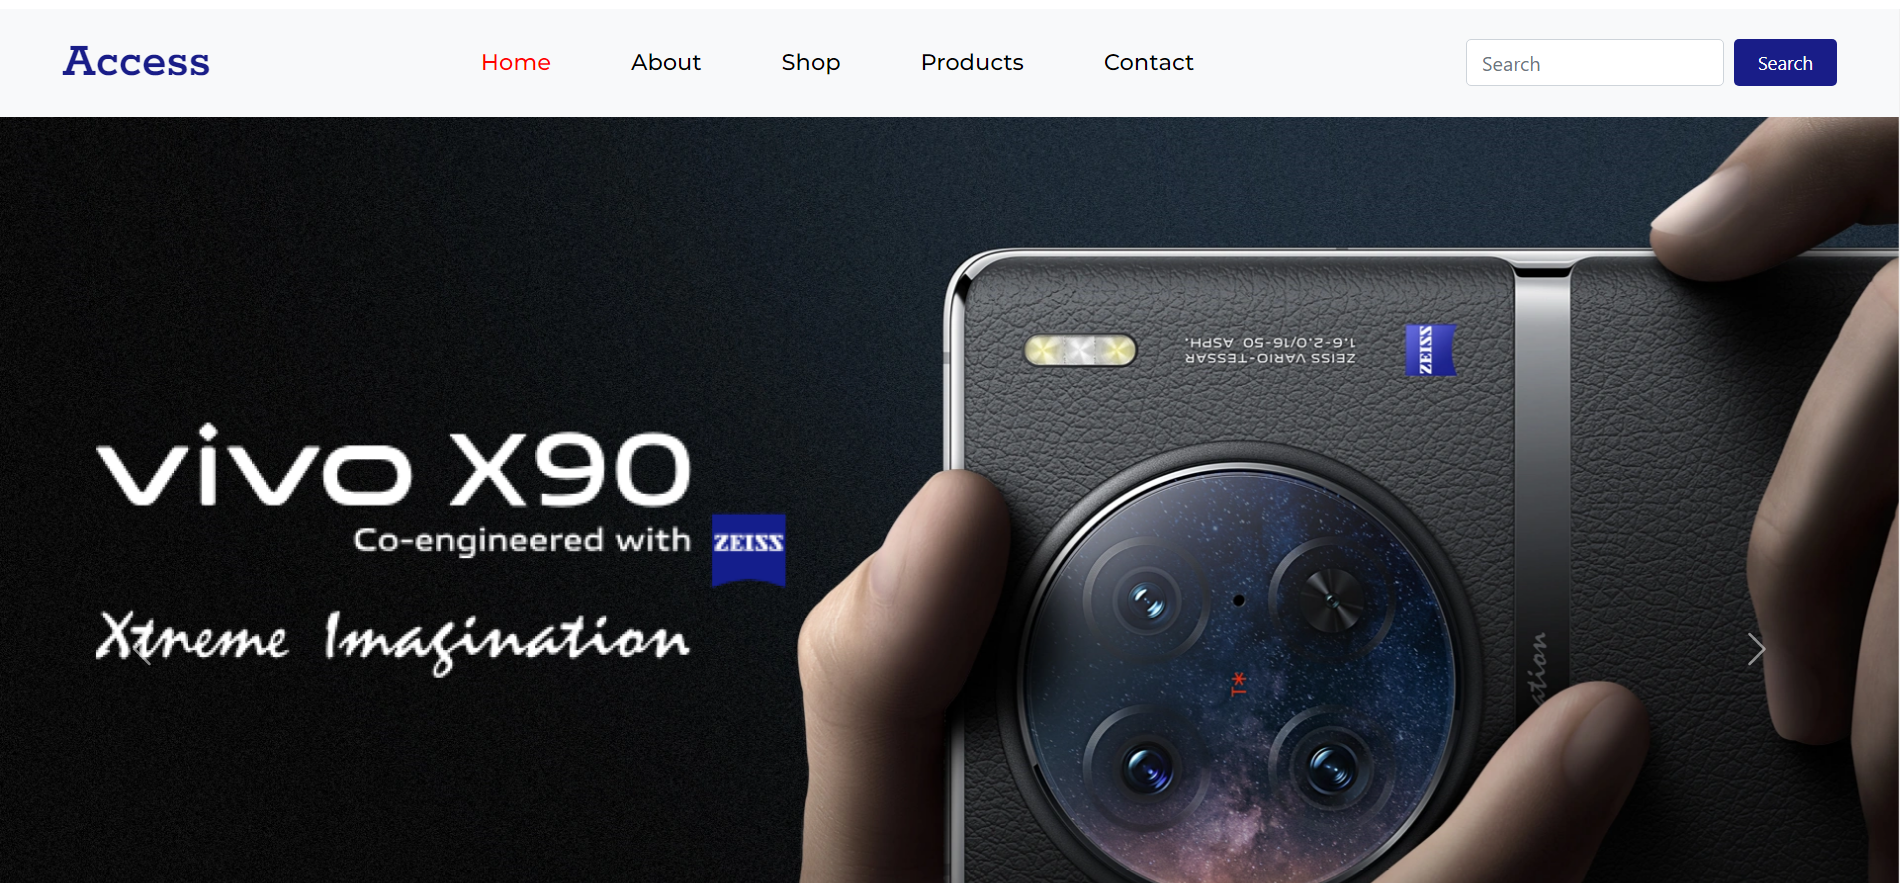 Access
Home About Shop Products Contact
Search Search
vivo X90
Co-engineered with ZEISS
Xtreme Imagination
ZEISS VARIO-TESSAR
1.6-2.0/16-50 ASPH.
ZEISS
T*